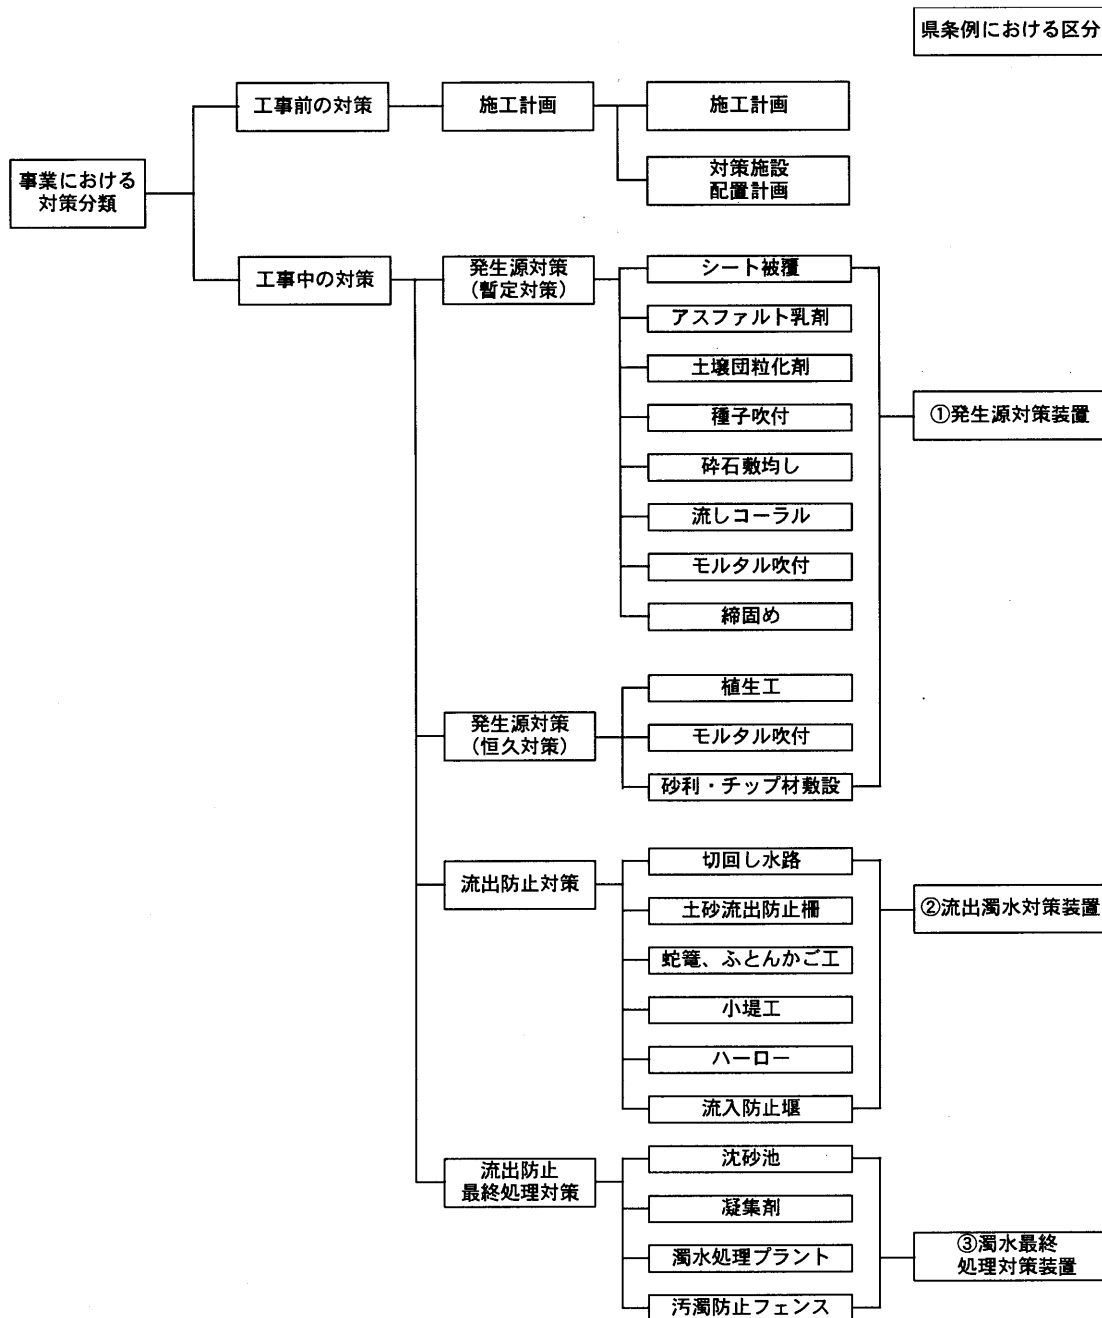 県条例における区分
工事前の対策
施工計画
施工計画
対策施設
配置計画
事業における
対策分類
工事中の対策
発生源対策
(暫定対策)
シート被覆
アスファルト乳剤
土壌団粒化剤
種子吹付
砕石敷均し
流しコーラル
モルタル吹付
締固め
①発生源対策装置
発生源対策
(恒久対策)
植生工
モルタル吹付
砂利・チップ材敷設
流出防止対策
切回し水路
土砂流出防止柵
蛇篭、ふとんかご工
小堤工
ハーロー
流入防止堰
②流出濁水対策装置
流出防止
最終処理対策
沈砂池
凝集剤
濁水処理プラント
汚濁防止フェンス
③濁水最終
処理対策装置